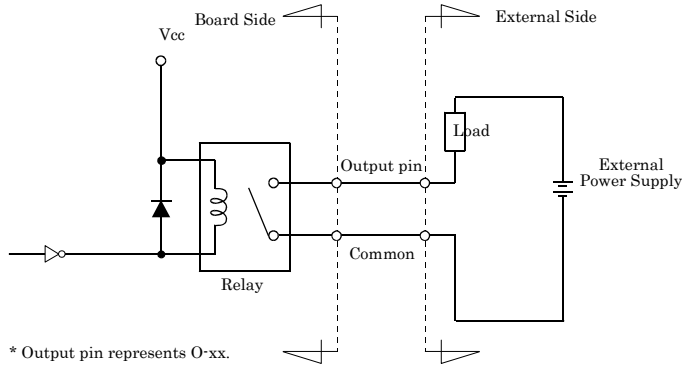 Board Side
External Side
Vcc
Load
Output pin
External
Power Supply
Common
Relay
* Output pin represents O-xx.